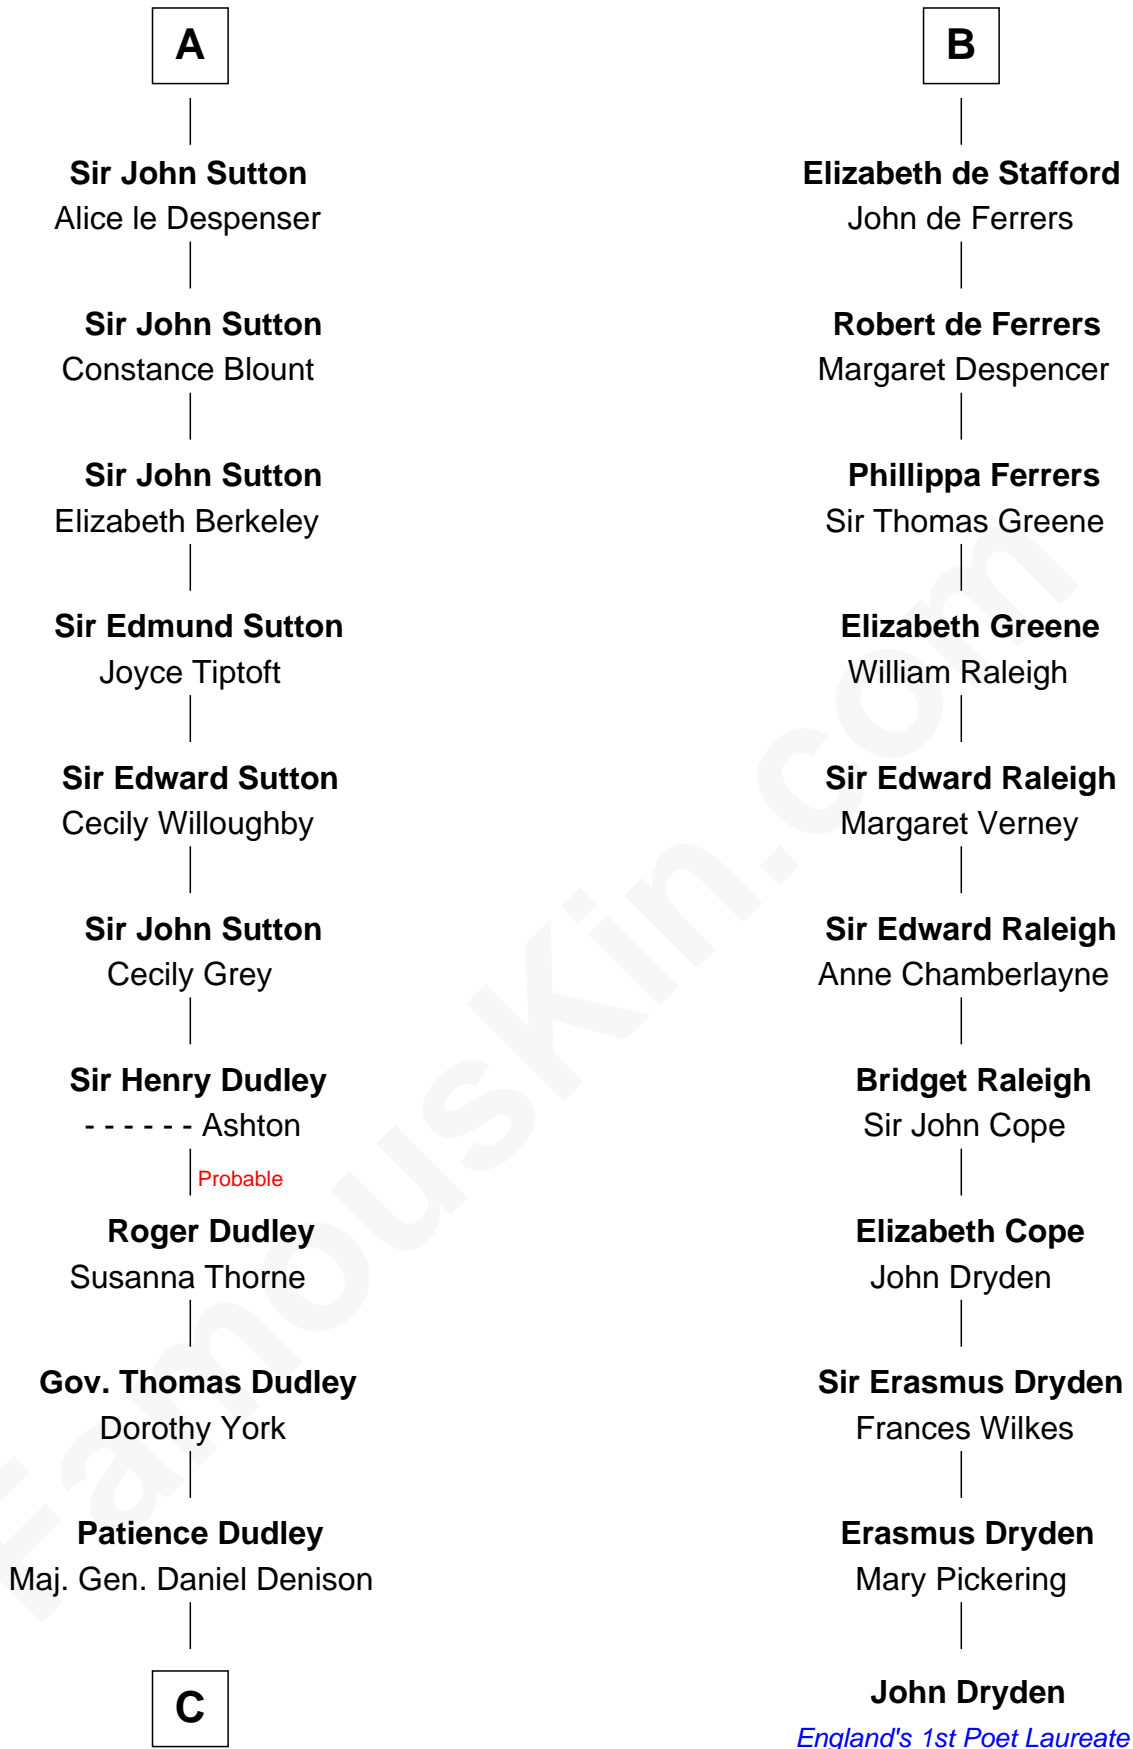 A
Sir John Sutton
Alice le Despenser
Sir John Sutton
Constance Blount
Sir John Sutton
Elizabeth Berkeley
Sir Edmund Sutton
Joyce Tiptoft
Sir Edward Sutton
Cecily Willoughby
Sir John Sutton
Cecily Grey
Sir Henry Dudley
- - - - - - Ashton
Probable
Roger Dudley
Susanna Thorne
Gov. Thomas Dudley
Dorothy York
Patience Dudley
Maj. Gen. Daniel Denison
C
B
Elizabeth de Stafford
John de Ferrers
Robert de Ferrers
Margaret Despencer
Phillippa Ferrers
Sir Thomas Greene
Elizabeth Greene
William Raleigh
Sir Edward Raleigh
Margaret Verney
Sir Edward Raleigh
Anne Chamberlayne
Bridget Raleigh
Sir John Cope
Elizabeth Cope
John Dryden
Sir Erasmus Dryden
Frances Wilkes
Erasmus Dryden
Mary Pickering
John Dryden
England's 1st Poet Laureate
FamousKin.com